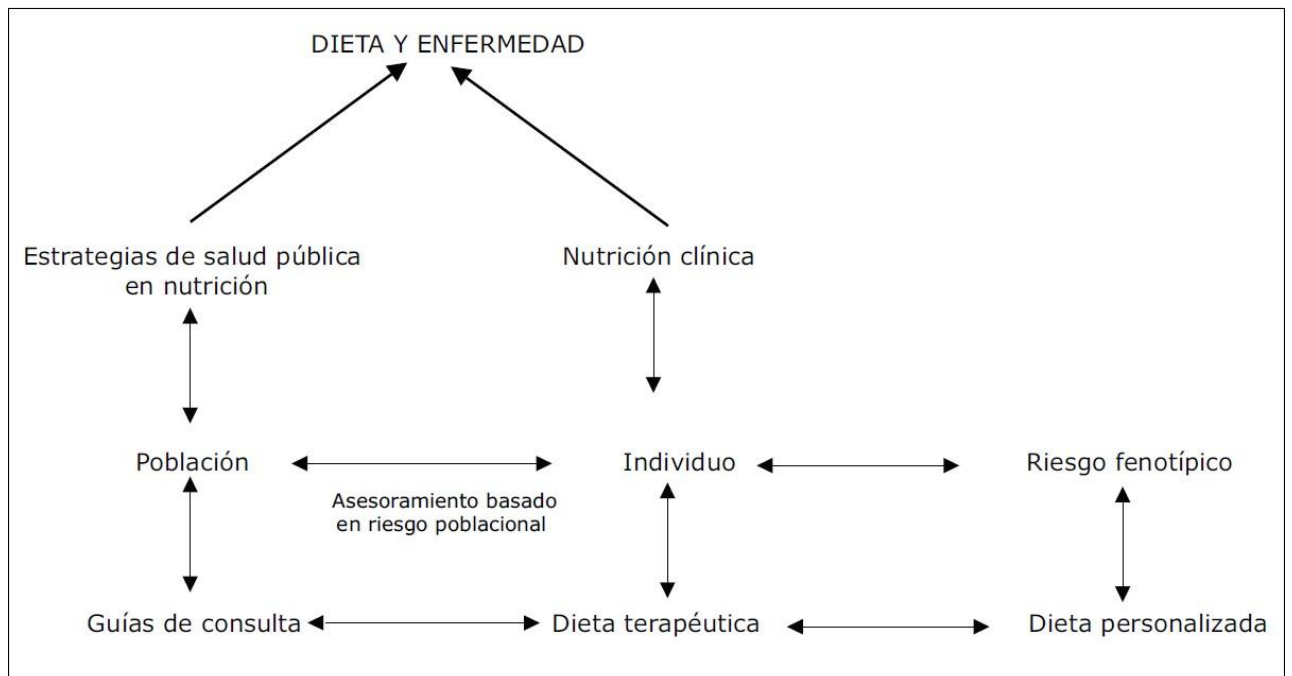 DIETA Y ENFERMEDAD
Estrategias de salud pública
en nutrición
Nutrición clínica
Población
Individuo
Riesgo fenotípico
Asesoramiento basado
en riesgo poblacional
Guías de consulta
Dieta terapéutica
Dieta personalizada